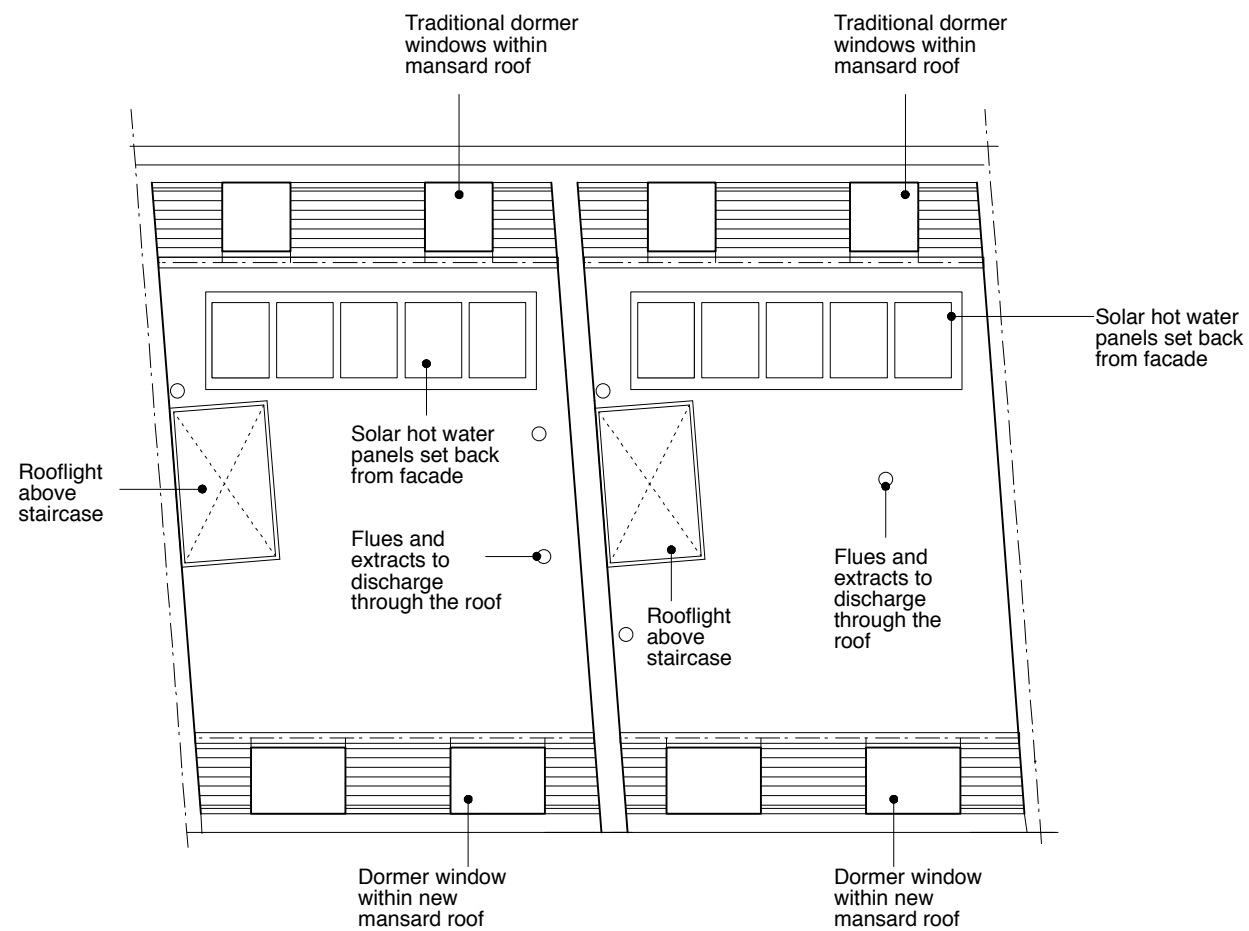 Traditional dormer
windows within
mansard roof
Traditional dormer
windows within
mansard roof
Solar hot water
panels set back
from facade
Solar hot water
panels set back
from facade
Rooflight
above
staircase
Flues and
extracts to
discharge
through the roof
Flues and
extracts to
discharge
through the
roof
Rooflight
above
staircase
Dormer window
within new
mansard roof
Dormer window
within new
mansard roof